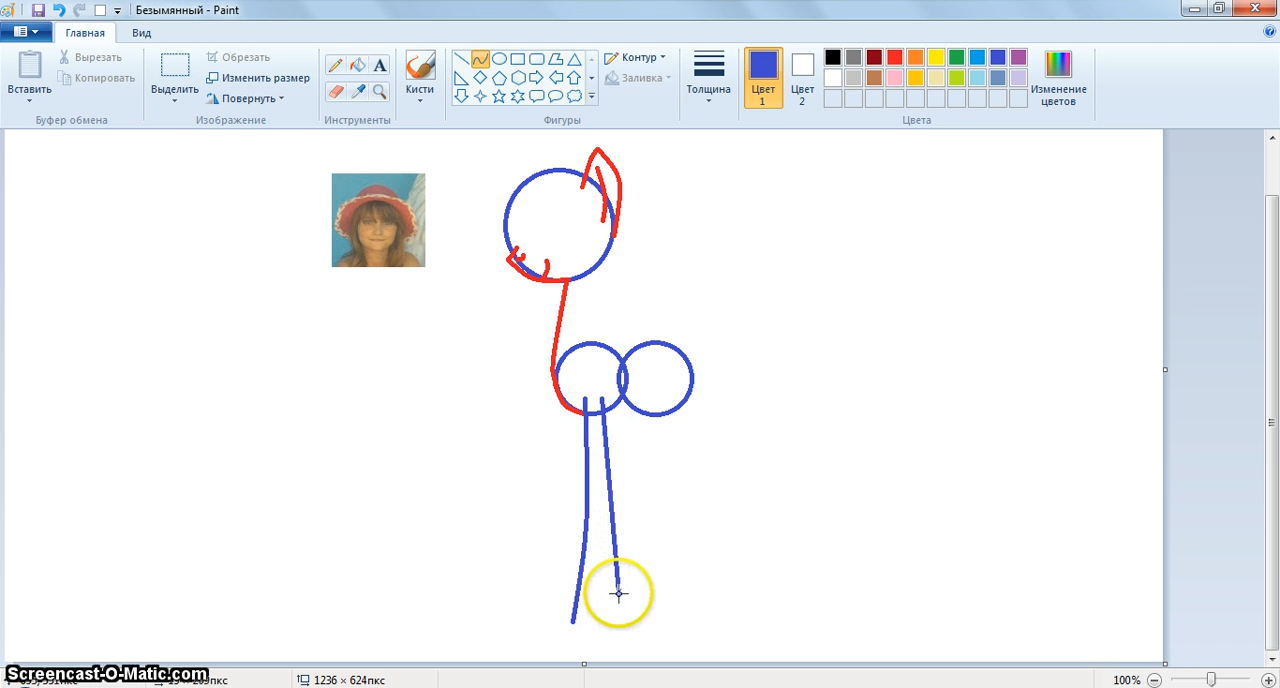 Безымянный - Paint
Главная
Вид
Вставить
Вырезать
Копировать
Буфер обмена
Выделить
Обрезать
Изменить размер
Повернуть
Изображение
Инструменты
Кисти
Контур
Заливка
Фигуры
Толщина
Цвет 1
Цвет 2
Изменение цветов
Цвета
Screencast-O-Matic.com
1236 × 624пкс
100%